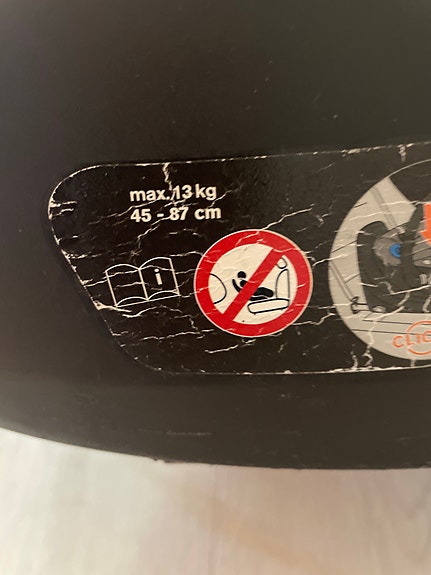 max. 13 kg
45 - 87 cm
i